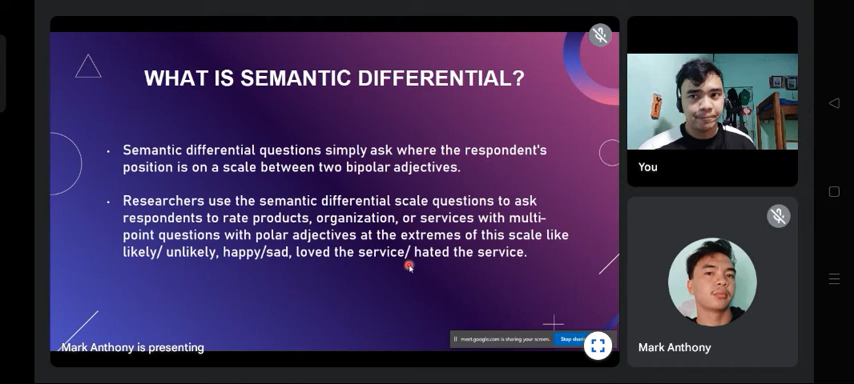 WHAT IS SEMANTIC DIFFERENTIAL?
• Semantic differential questions simply ask where the respondent's
position is on a scale between two bipolar adjectives.
• Researchers use the semantic differential scale questions to ask
respondents to rate products, organization, or services with multi-
point questions with polar adjectives at the extremes of this scale like
likely/ unlikely, happy/sad, loved the service/ hated the service.
meet.google.com is sharing your screen.
Mark Anthony is presenting
You
Mark Anthony